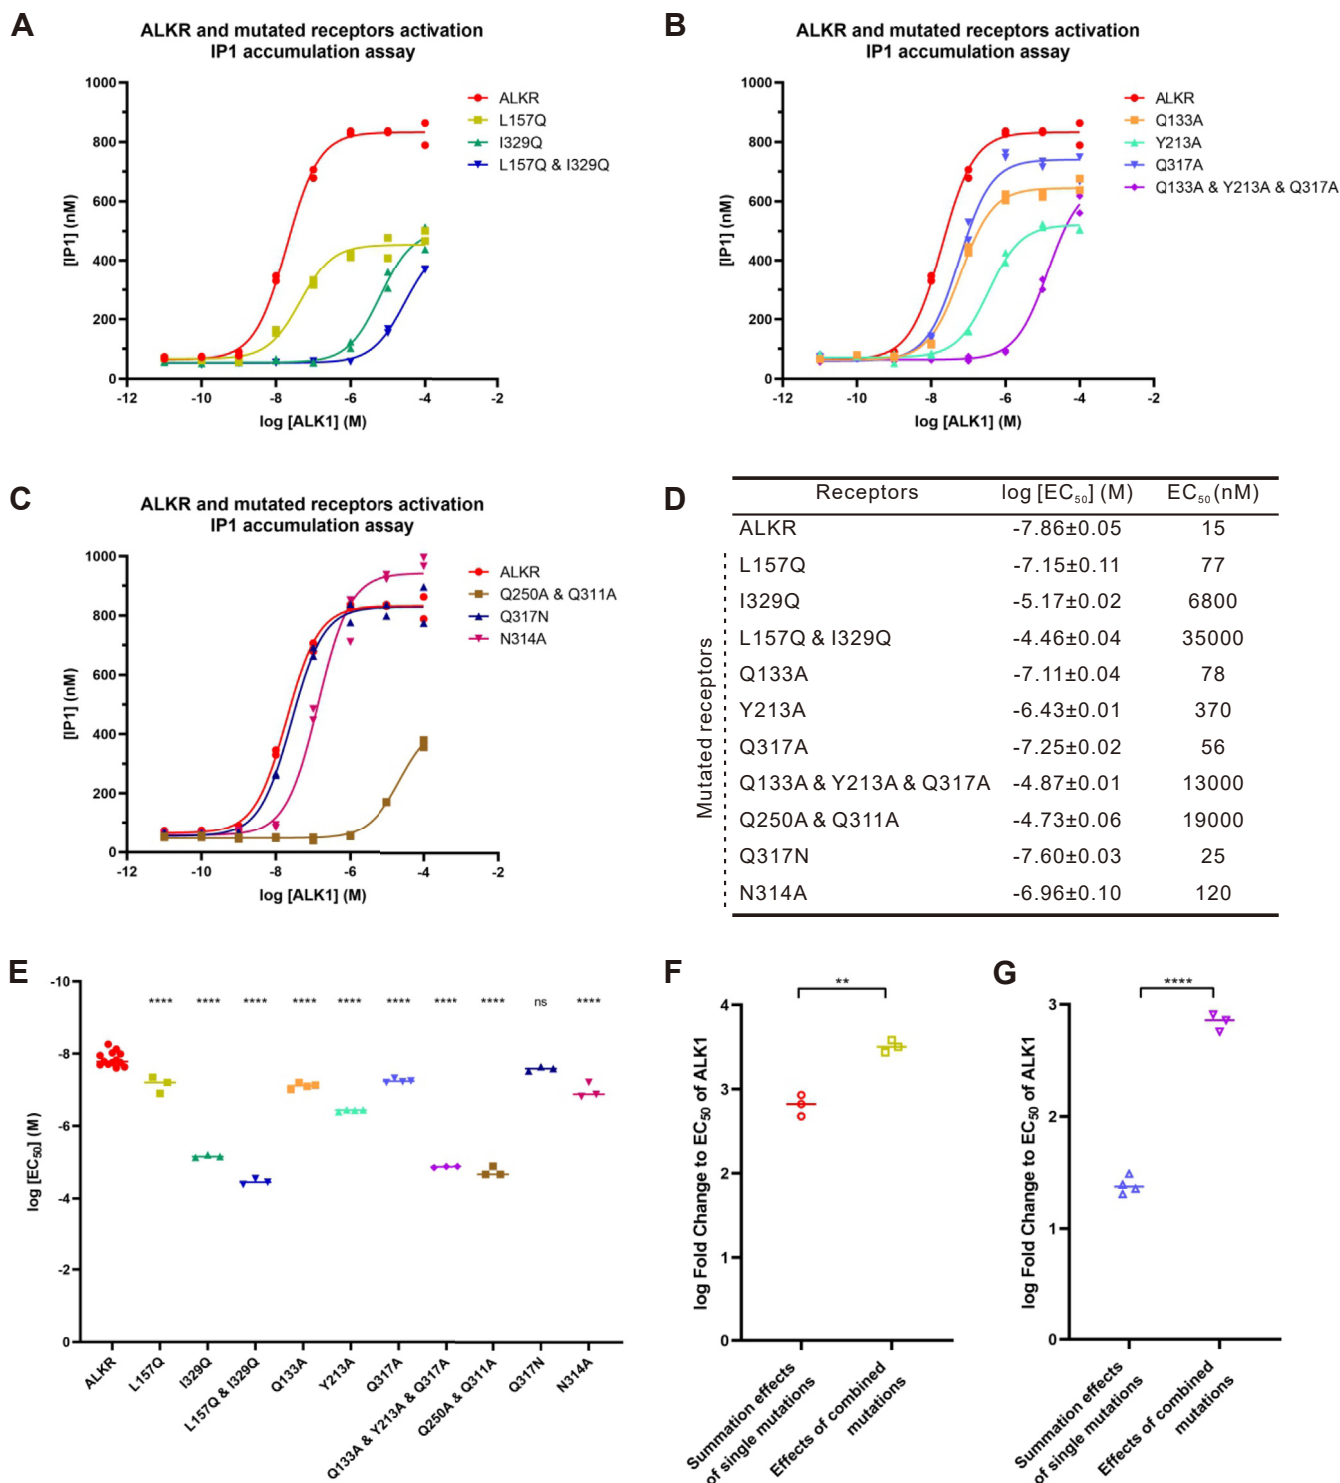 A
ALKR and mutated receptors activation
IP1 accumulation assay
1000
800
600
400
200
0
[IP1] (nM)
-12
-10
-8
-6
-4
-2
log [ALK1] (M)
ALKR
L157Q
I329Q
L157Q & I329Q
B
ALKR and mutated receptors activation
IP1 accumulation assay
1000
800
600
400
200
0
[IP1] (nM)
-12
-10
-8
-6
-4
-2
log [ALK1] (M)
ALKR
Q133A
Y213A
Q317A
Q133A & Y213A & Q317A
C
ALKR and mutated receptors activation
IP1 accumulation assay
1000
800
600
400
200
0
[IP1] (nM)
-12
-10
-8
-6
-4
-2
log [ALK1] (M)
ALKR
Q250A & Q311A
Q317N
N314A
D
Receptors log [EC₅₀] (M) EC₅₀ (nM)
ALKR -7.86±0.05 15
Mutated receptors
L157Q -7.15±0.11 77
I329Q -5.17±0.02 6800
L157Q & I329Q -4.46±0.04 35000
Q133A -7.11±0.04 78
Y213A -6.43±0.01 370
Q317A -7.25±0.02 56
Q133A & Y213A & Q317A -4.87±0.01 13000
Q250A & Q311A -4.73±0.06 19000
Q317N -7.60±0.03 25
N314A -6.96±0.10 120
E
-10
-8
-6
-4
-2
0
log [EC₅₀] (M)
**** **** **** **** **** **** **** **** ns ****
ALKR
L157Q
I329Q
L157Q & I329Q
Q133A
Y213A
Q317A
Q133A & Y213A & Q317A
Q250A & Q311A
Q317N
N314A
F
**
4
3
2
1
0
log Fold Change to EC₅₀ of ALK1
Summation effects
of single mutations
Effects of combined
mutations
G
****
3
2
1
0
log Fold Change to EC₅₀ of ALK1
Summation effects
of single mutations
Effects of combined
mutations